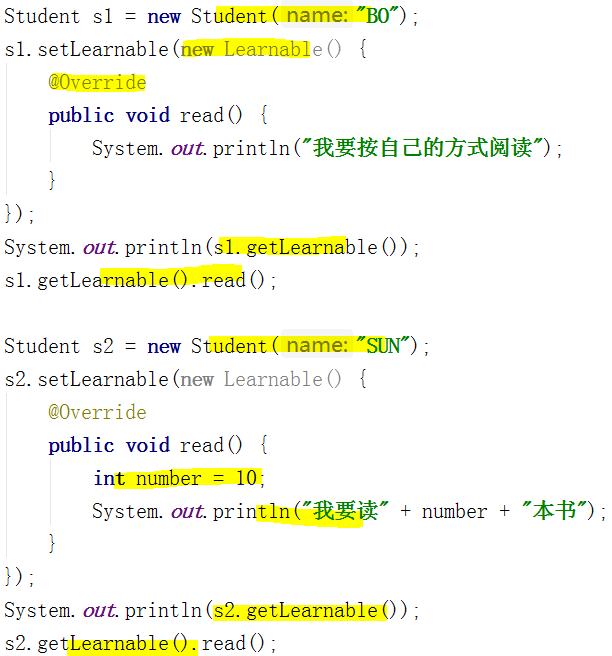 Student s1 = new Student( name: "BO");
s1.setLearnable(new Learnable() {
    @Override
    public void read() {
        System.out.println("我要按自己的方式阅读");
    }
});
System.out.println(s1.getLearnable());
s1.getLearnable().read();

Student s2 = new Student( name: "SUN");
s2.setLearnable(new Learnable() {
    @Override
    public void read() {
        int number = 10;
        System.out.println("我要读" + number + "本书");
    }
});
System.out.println(s2.getLearnable());
s2.getLearnable().read();